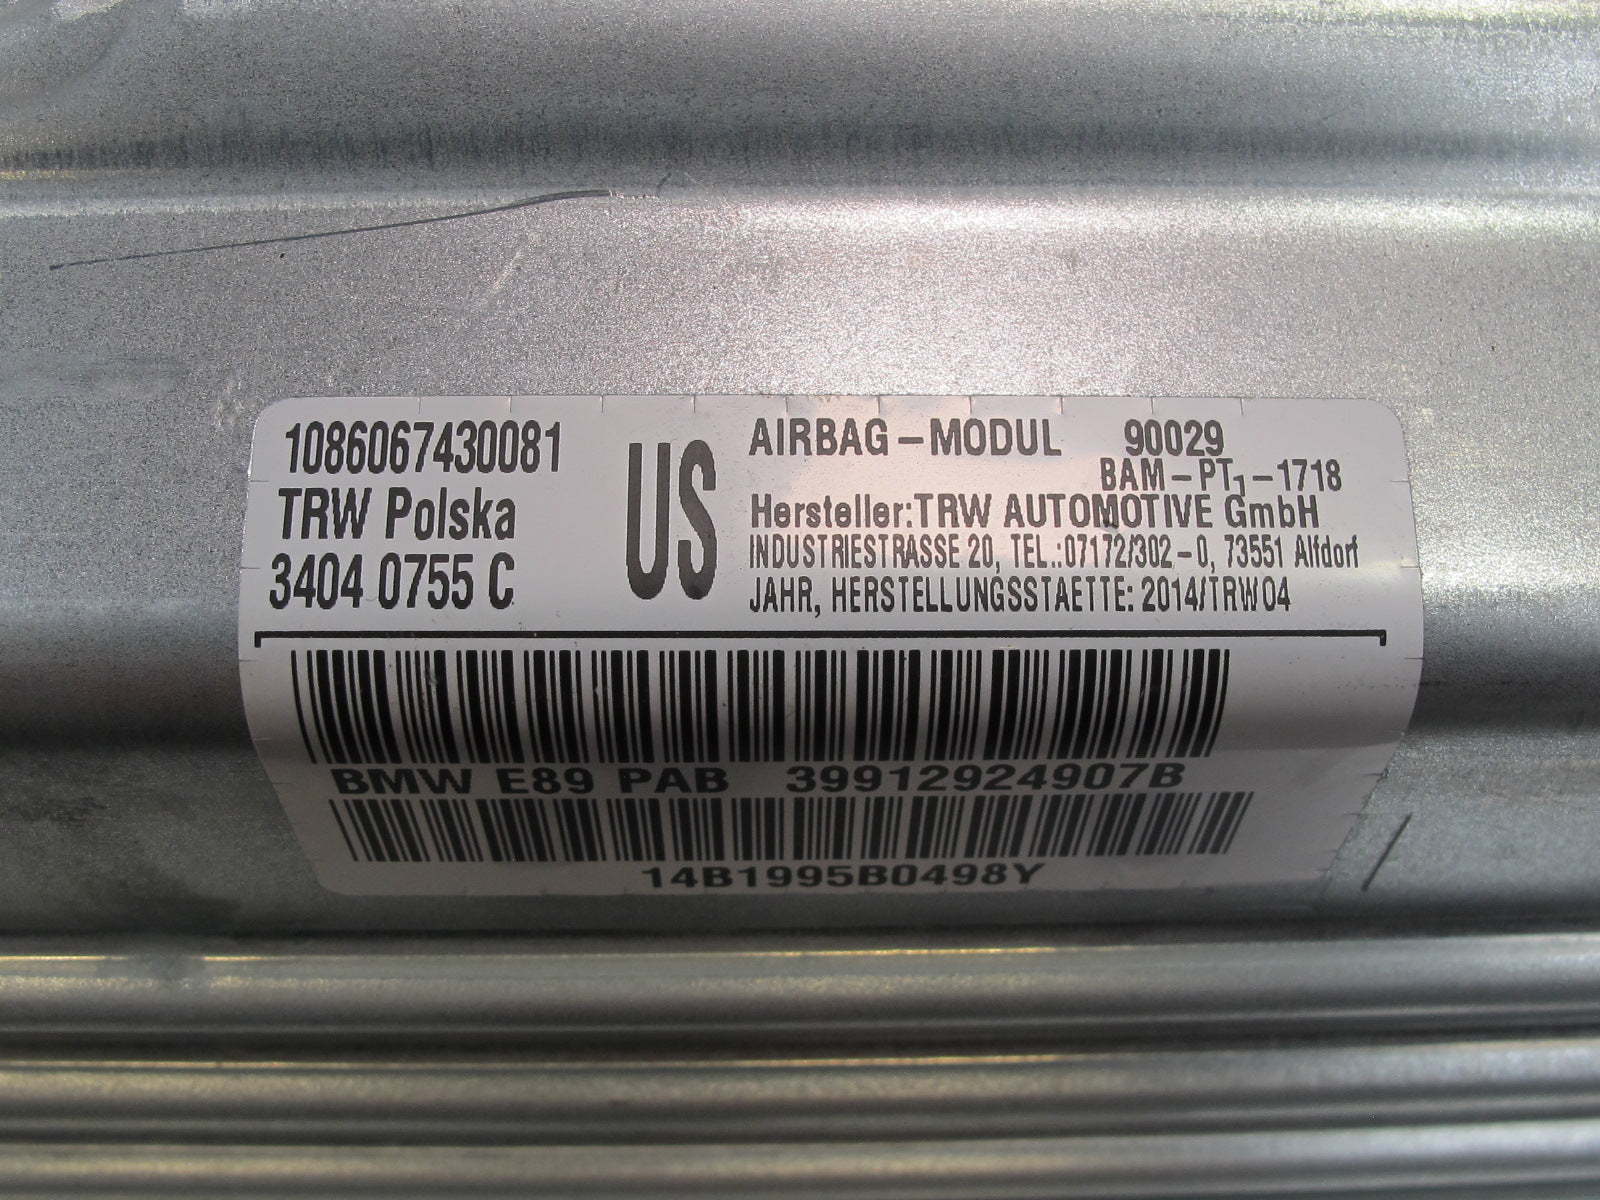 1086067430081
TRW Polska
3404 0755 C
US
AIRBAG-MODUL 90029
BAM-PT1-1718
Hersteller:TRW AUTOMOTIVE GmbH
INDUSTRIESTRASSE 20, TEL.:07172/302-0, 73551 Alfdorf
JAHR, HERSTELLUNGSSTAETTE: 2014/TRW04
BMW E89 PAB 39912924907B
14B1995B0498Y